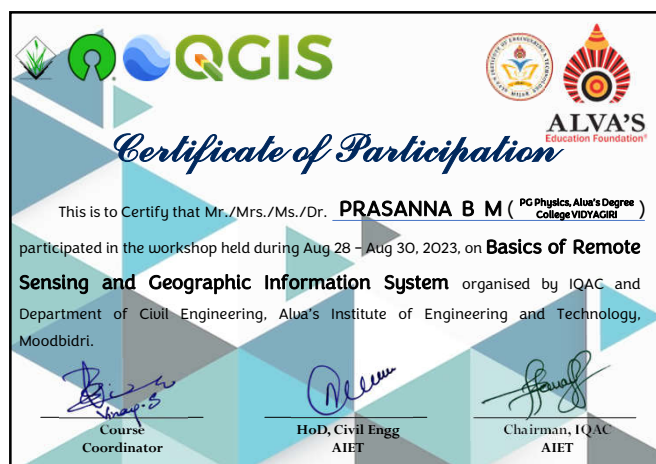 QGIS
ALVA'S
Education Foundation®
Certificate of Participation
This is to Certify that Mr./Mrs./Ms./Dr. PRASANNA B M ( PG Physics, Alva's Degree College VIDYAGIRI )
participated in the workshop held during Aug 28 – Aug 30, 2023, on Basics of Remote
Sensing and Geographic Information System organised by IQAC and
Department of Civil Engineering, Alva's Institute of Engineering and Technology,
Moodbidri.
Vinay.S
Course HoD, Civil Engg Chairman, IQAC
Coordinator AIET AIET